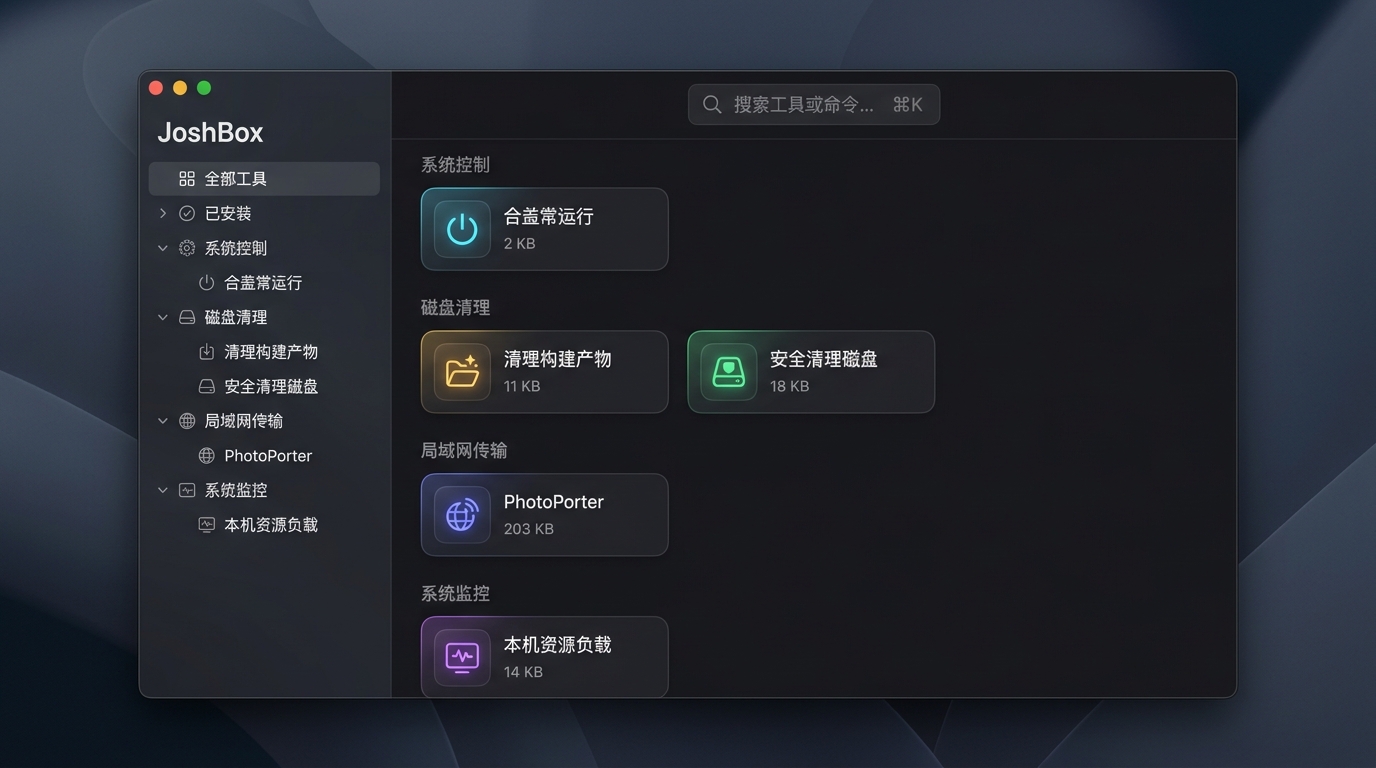 JoshBox
全部工具
已安装
系统控制
合盖常运行
磁盘清理
清理构建产物
安全清理磁盘
局域网传输
PhotoPorter
系统监控
本机资源负载
搜索工具或命令... ⌘K
系统控制
合盖常运行
2 KB
磁盘清理
清理构建产物
11 KB
安全清理磁盘
18 KB
局域网传输
PhotoPorter
203 KB
系统监控
本机资源负载
14 KB